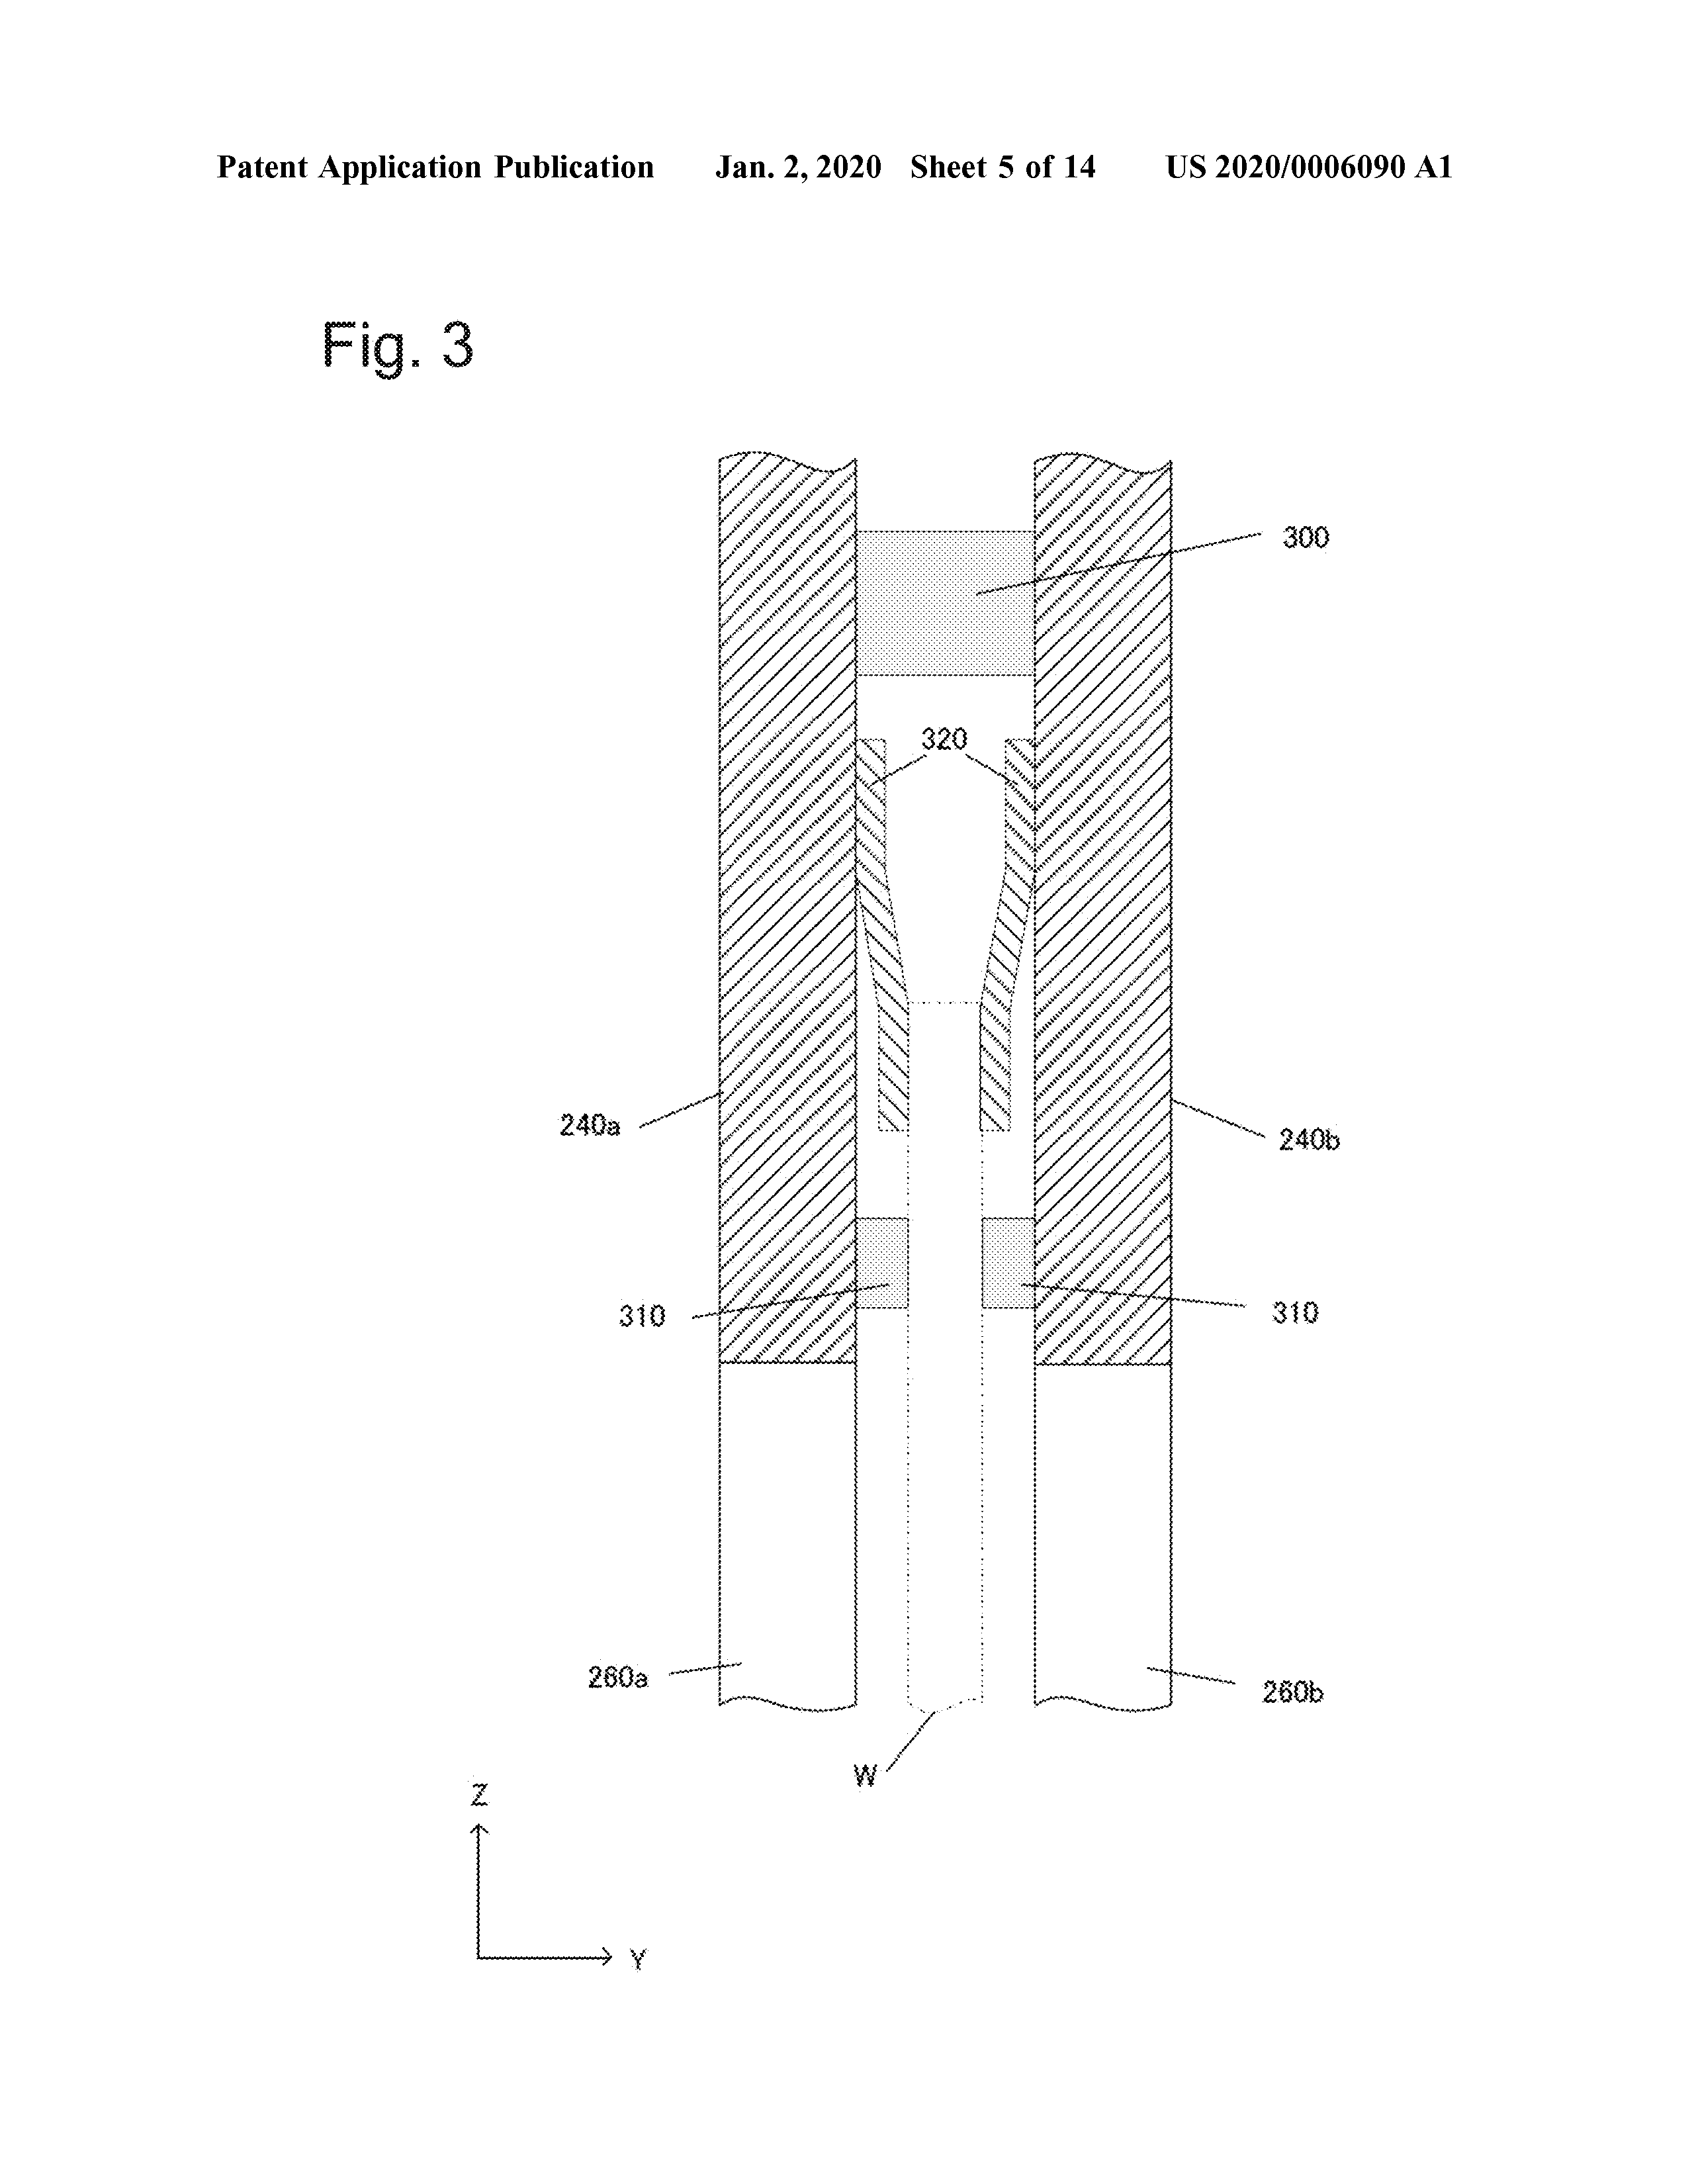 Patent Application Publication Jan. 2, 2020 Sheet 5 of 14 US 2020/0006090 A1
Fig. 3
300
320
240a
240b
310
310
260a
260b
W
Z
Y